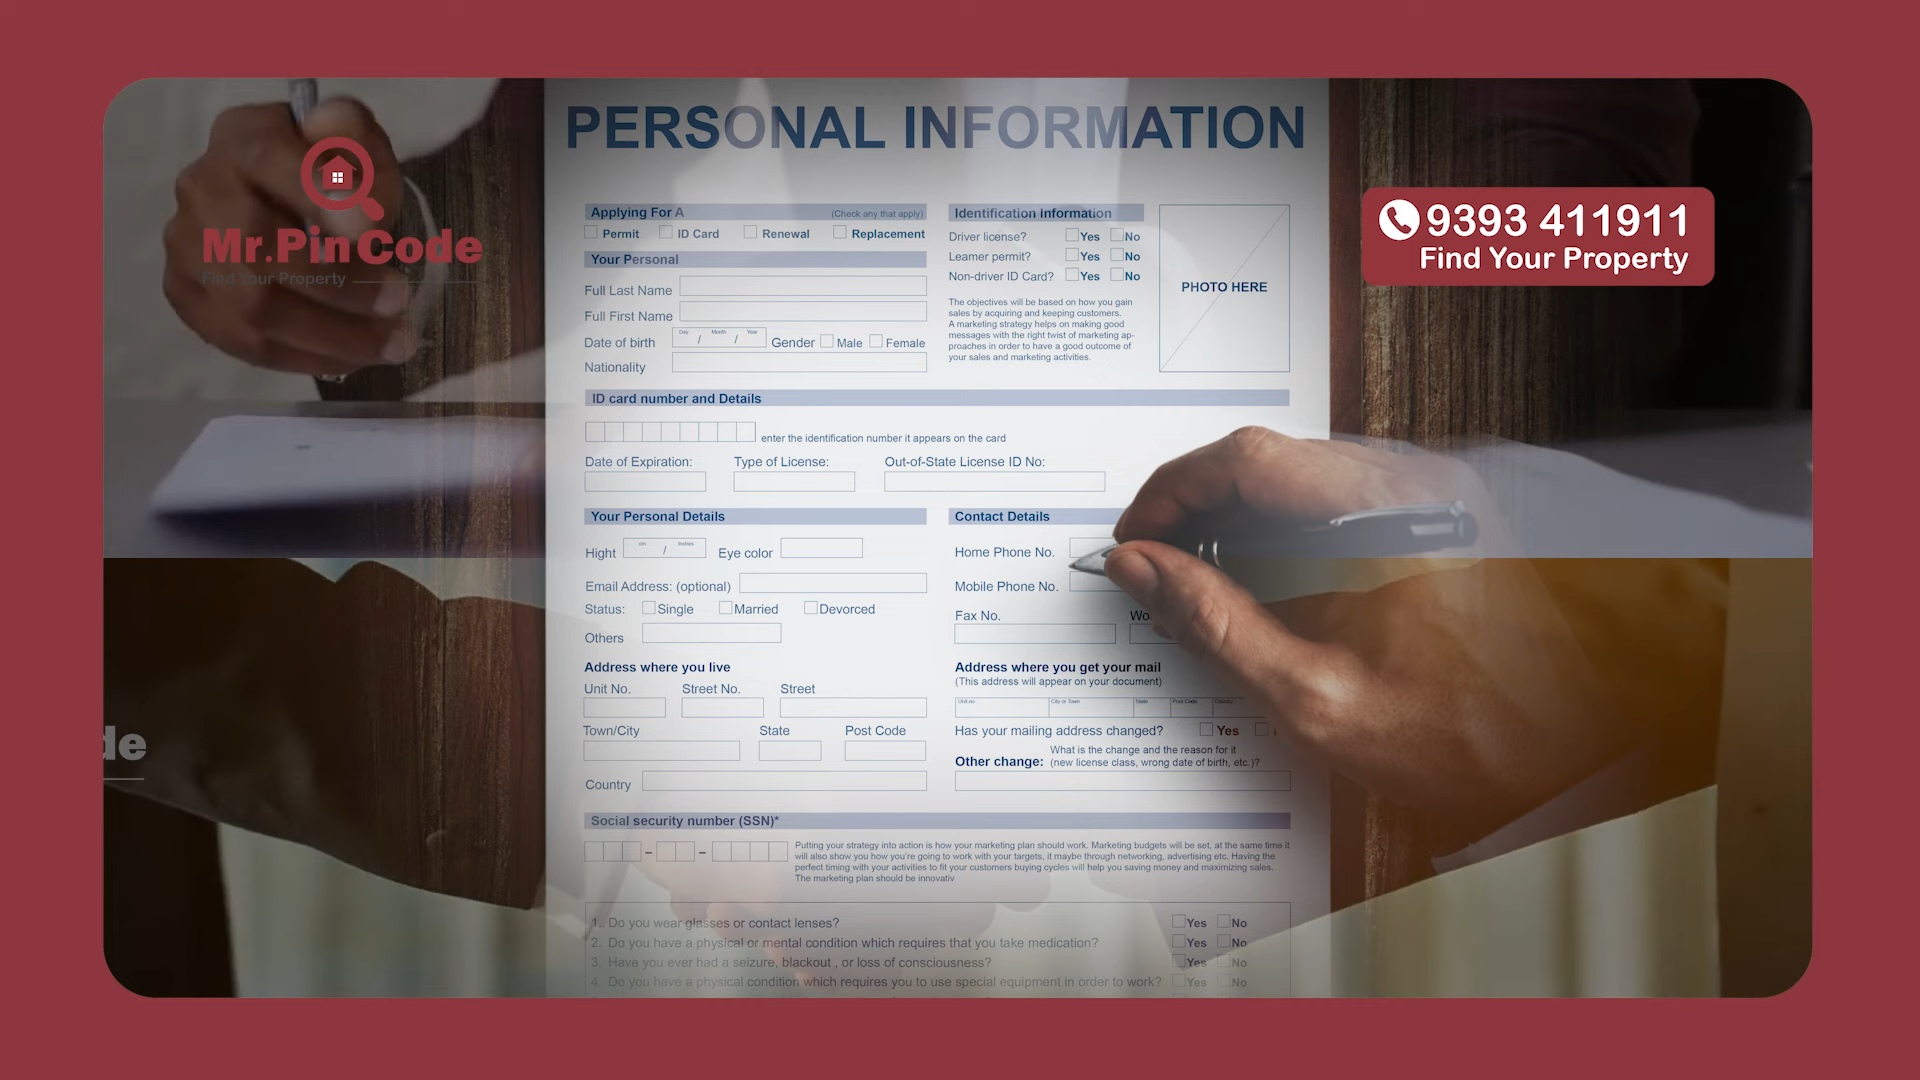 PERSONAL INFORMATION
Mr.PinCode
Find Your Property
9393 411911
Find Your Property
Applying For A (Check any that apply)
Permit ID Card Renewal Replacement
Your Personal
Full Last Name
Full First Name
Day Month Year
Date of birth / / Gender Male Female
Nationality
Identification Information
Driver license? Yes No
Learner permit? Yes No
Non-driver ID Card? Yes No
The objectives will be based on how you gain
sales by acquiring and keeping customers.
A marketing strategy helps on making good
messages with the right twist of marketing ap-
proaches in order to have a good outcome of
your sales and marketing activities.
PHOTO HERE
ID card number and Details
enter the identification number it appears on the card
Date of Expiration: Type of License: Out-of-State License ID No:
Your Personal Details
cm Inches
Hight / Eye color
Email Address: (optional)
Status: Single Married Devorced
Others
Contact Details
Home Phone No.
Mobile Phone No.
Fax No. Wo
Address where you live
Unit No. Street No. Street
Town/City State Post Code
Country
Address where you get your mail
(This address will appear on your document)
Unit.no City or Town State Post Code Country
Has your mailing address changed? Yes
What is the change and the reason for it
Other change: (new license class, wrong date of birth, etc.)?
de
Social security number (SSN)*
– –
Putting your strategy into action is how your marketing plan should work. Marketing budgets will be set, at the same time it
will also show you how you're going to work with your targets, it maybe through networking, advertising etc. Having the
perfect timing with your activities to fit your customers buying cycles will help you saving money and maximizing sales.
The marketing plan should be innovativ
1. Do you wear glasses or contact lenses? Yes No
2. Do you have a physical or mental condition which requires that you take medication? Yes No
3. Have you ever had a seizure, blackout , or loss of consciousness? Yes No
4. Do you have a physical condition which requires you to use special equipment in order to work? Yes No